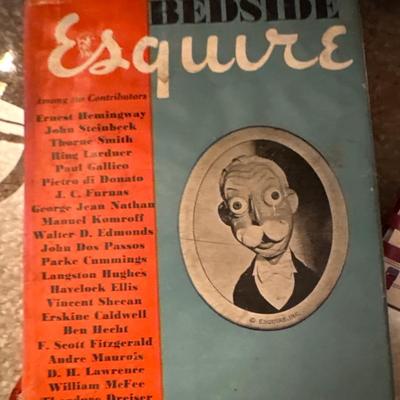 BEDSIDE
Esquire
Among the Contributors
Ernest Hemingway
John Steinbeck
Thorne Smith
Ring Lardner
Paul Gallico
Pietro di Donato
J. C. Furnas
George Jean Nathan
Manuel Komroff
Walter D. Edmonds
John Dos Passos
Parke Cummings
Langston Hughes
Havelock Ellis
Vincent Sheean
Erskine Caldwell
Ben Hecht
F. Scott Fitzgerald
Andre Maurois
D. H. Lawrence
William McFee
Theodore Dreiser
© ESQUIRE, INC.